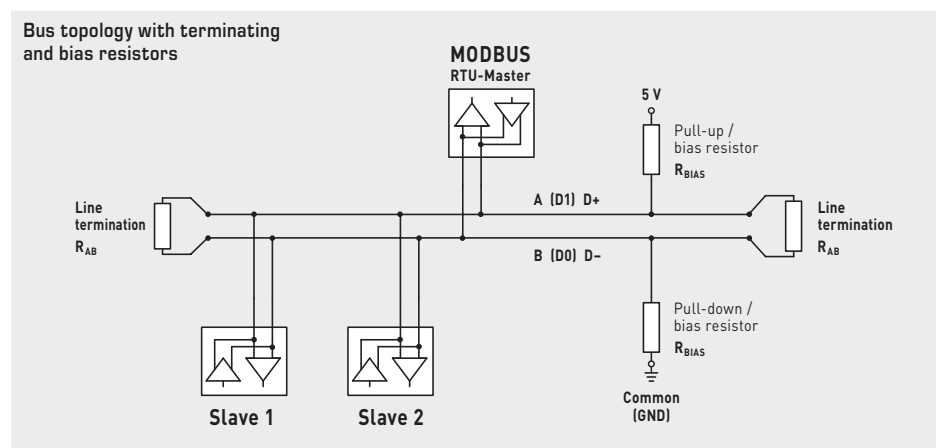 Bus topology with terminating
and bias resistors
MODBUS
RTU-Master
5 V
Pull-up /
bias resistor
RBIAS
Line
termination
RAB
A (D1) D+
B (D0) D–
Line
termination
RAB
Pull-down /
bias resistor
RBIAS
Common
(GND)
Slave 1
Slave 2